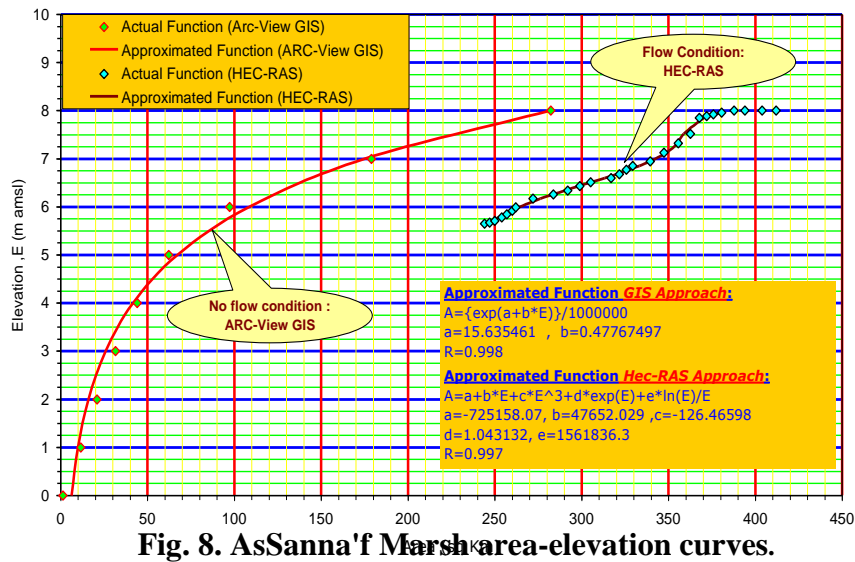 Actual Function (Arc-View GIS)
Approximated Function (ARC-View GIS)
Actual Function (HEC-RAS)
Approximated Function (HEC-RAS)
Flow Condition:
HEC-RAS
No flow condition :
ARC-View GIS
Approximated Function GIS Approach:
A={exp(a+b*E)}/1000000
a=15.635461 , b=0.47767497
R=0.998
Approximated Function Hec-RAS Approach:
A=a+b*E+c*E^3+d*exp(E)+e*ln(E)/E
a=-725158.07, b=47652.029 ,c=-126.46598
d=1.043132, e=1561836.3
R=0.997
Elevation ,E (m amsl)
10
9
8
7
6
5
4
3
2
1
0
0 50 100 150 200 250 300 350 400 450
Fig. 8. AsSanna'f Marsh area-elevation curves.